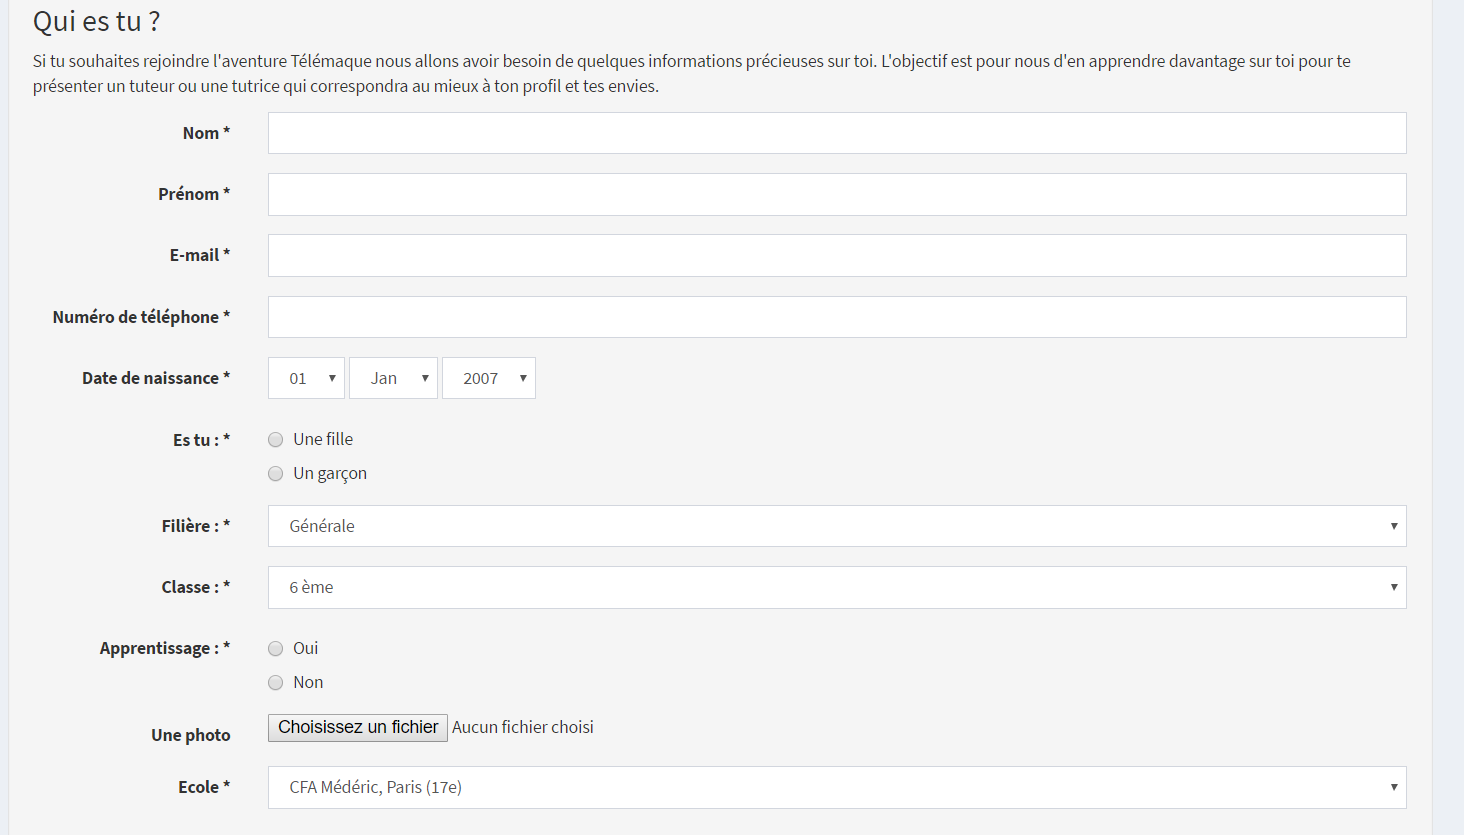 Qui es tu ?
Si tu souhaites rejoindre l'aventure Télémaque nous allons avoir besoin de quelques informations précieuses sur toi. L'objectif est pour nous d'en apprendre davantage sur toi pour te
présenter un tuteur ou une tutrice qui correspondra au mieux à ton profil et tes envies.
Nom *
Prénom *
E-mail *
Numéro de téléphone *
Date de naissance * 01 Jan 2007
Es tu : * Une fille
Un garçon
Filière : * Générale
Classe : * 6 ème
Apprentissage : * Oui
Non
Une photo Choisissez un fichier Aucun fichier choisi
Ecole * CFA Médéric, Paris (17e)